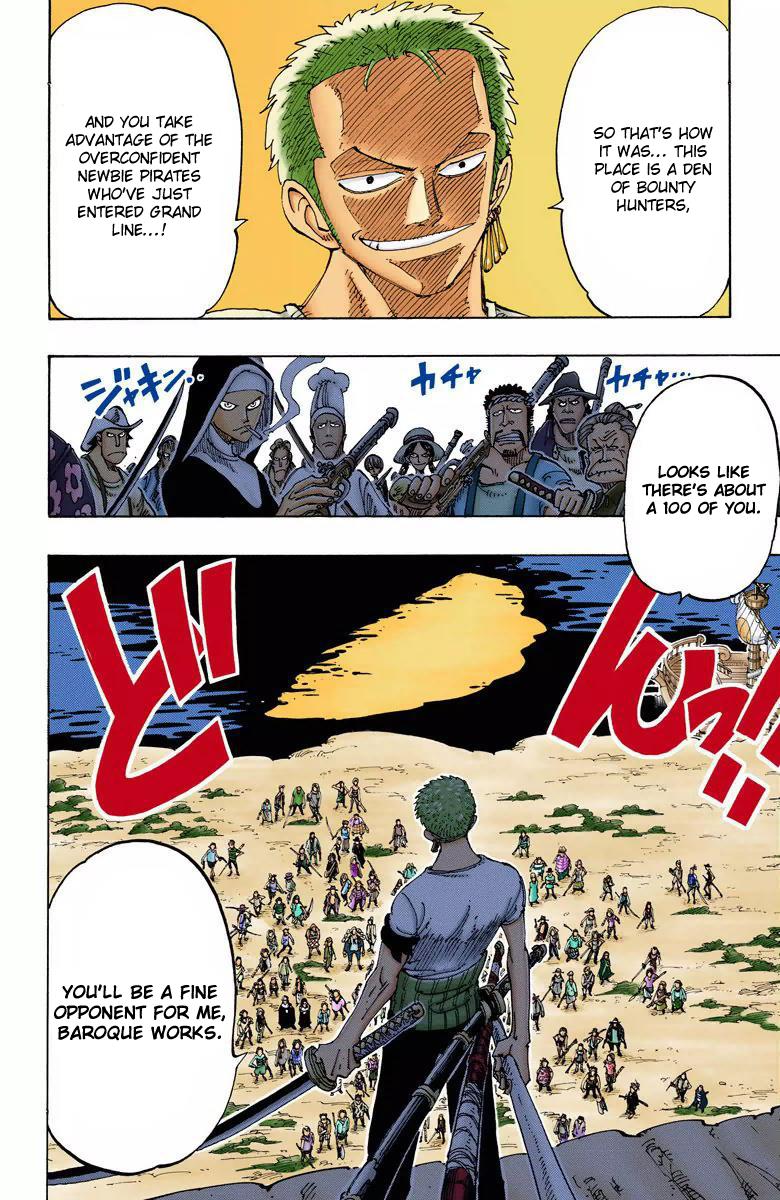 SO THAT'S HOW
IT WAS... THIS
PLACE IS A DEN
OF BOUNTY
HUNTERS,
AND YOU TAKE
ADVANTAGE OF THE
OVERCONFIDENT
NEWBIE PIRATES
WHO'VE JUST
ENTERED GRAND
LINE...!
カチャ...
カチャ
ジャキン..
LOOKS LIKE
THERE'S ABOUT
A 100 OF YOU.
どんっ!!
YOU'LL BE A FINE
OPPONENT FOR ME,
BAROQUE WORKS.